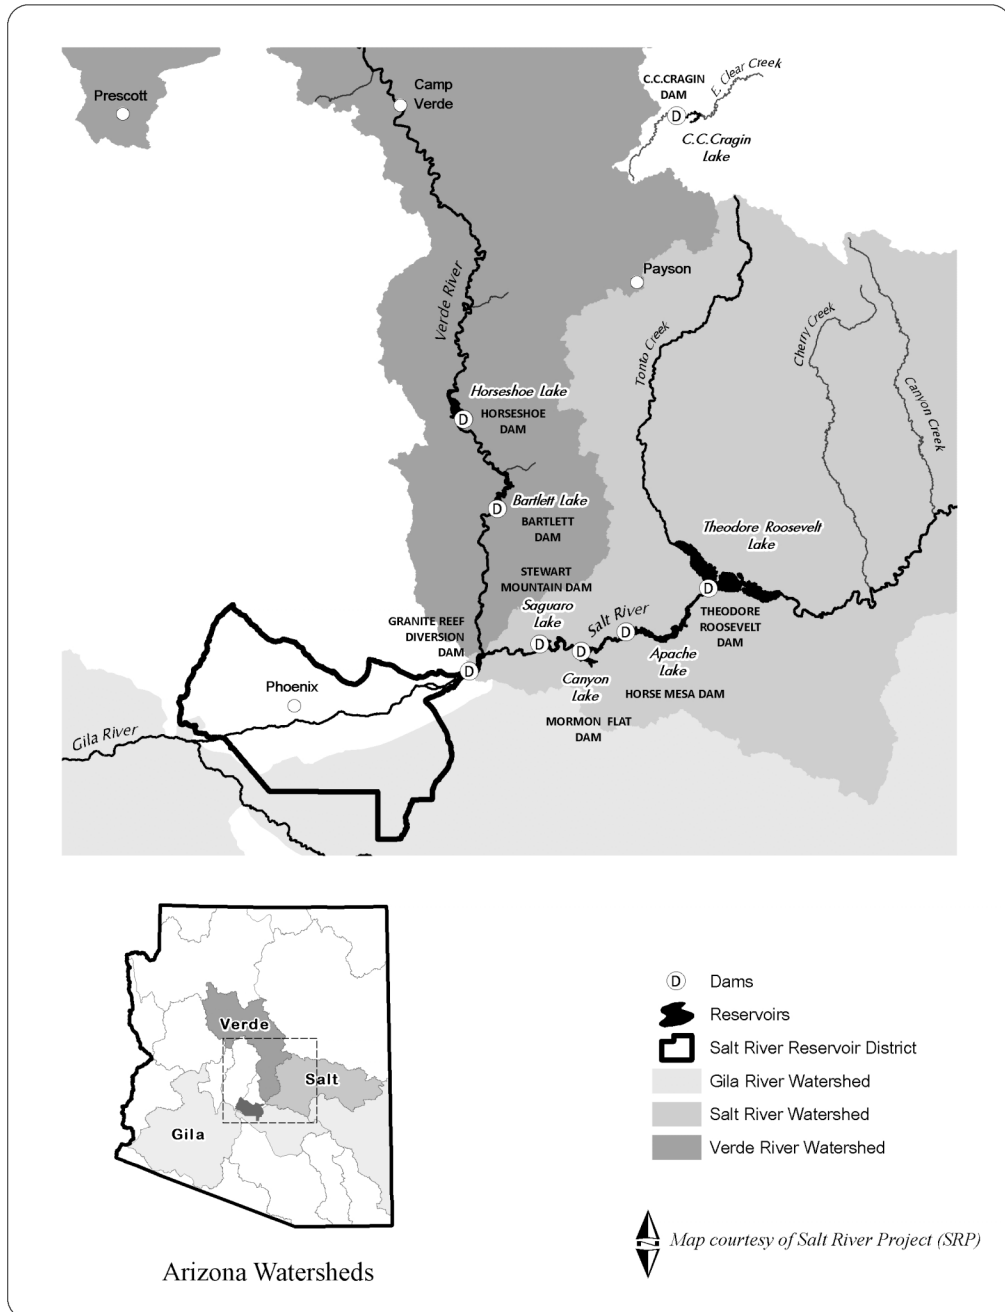 C.C.CRAGIN
DAM
E. Clear Creek
Prescott
Camp
Verde
D
C.C.Cragin
Lake
Verde River
Payson
Tonto Creek
Cherry Creek
Canyon Creek
Horseshoe Lake
D
HORSESHOE
DAM
Bartlett Lake
D
BARTLETT
DAM
Theodore Roosevelt
Lake
STEWART
MOUNTAIN DAM
D
Saguaro
Lake
Salt River
THEODORE
ROOSEVELT
DAM
GRANITE REEF
DIVERSION
DAM
D
D
D
D
Apache
Lake
Canyon
Lake
HORSE MESA DAM
MORMON FLAT
DAM
Phoenix
Gila River
Verde
Salt
Gila
Arizona Watersheds
D Dams
Reservoirs
Salt River Reservoir District
Gila River Watershed
Salt River Watershed
Verde River Watershed
N
Map courtesy of Salt River Project (SRP)